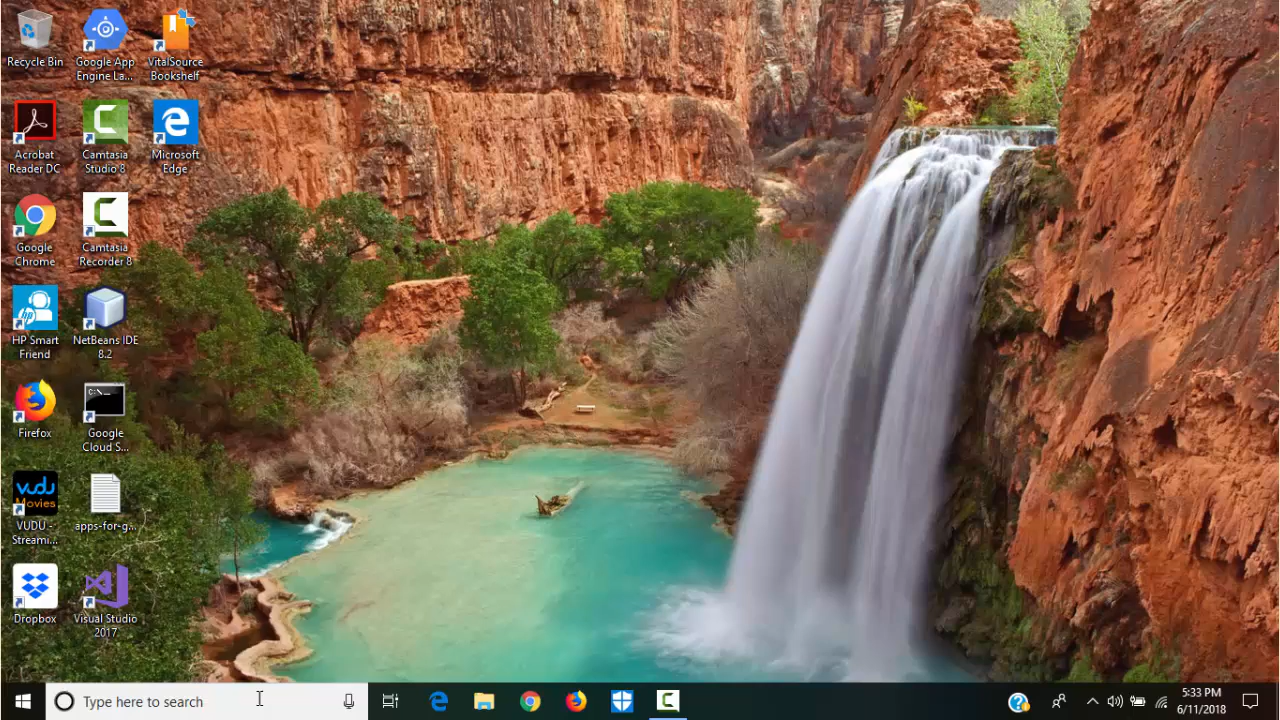 Recycle Bin
Google App
Engine La...
VitalSource
Bookshelf
Acrobat
Reader DC
Camtasia
Studio 8
Microsoft
Edge
Google
Chrome
Camtasia
Recorder 8
HP Smart
Friend
NetBeans IDE
8.2
Firefox
C:\
Google
Cloud S...
vudu
Movies
VUDU -
Streami...
apps-for-g...
Dropbox
Visual Studio
2017
Type here to search
5:33 PM
6/11/2018